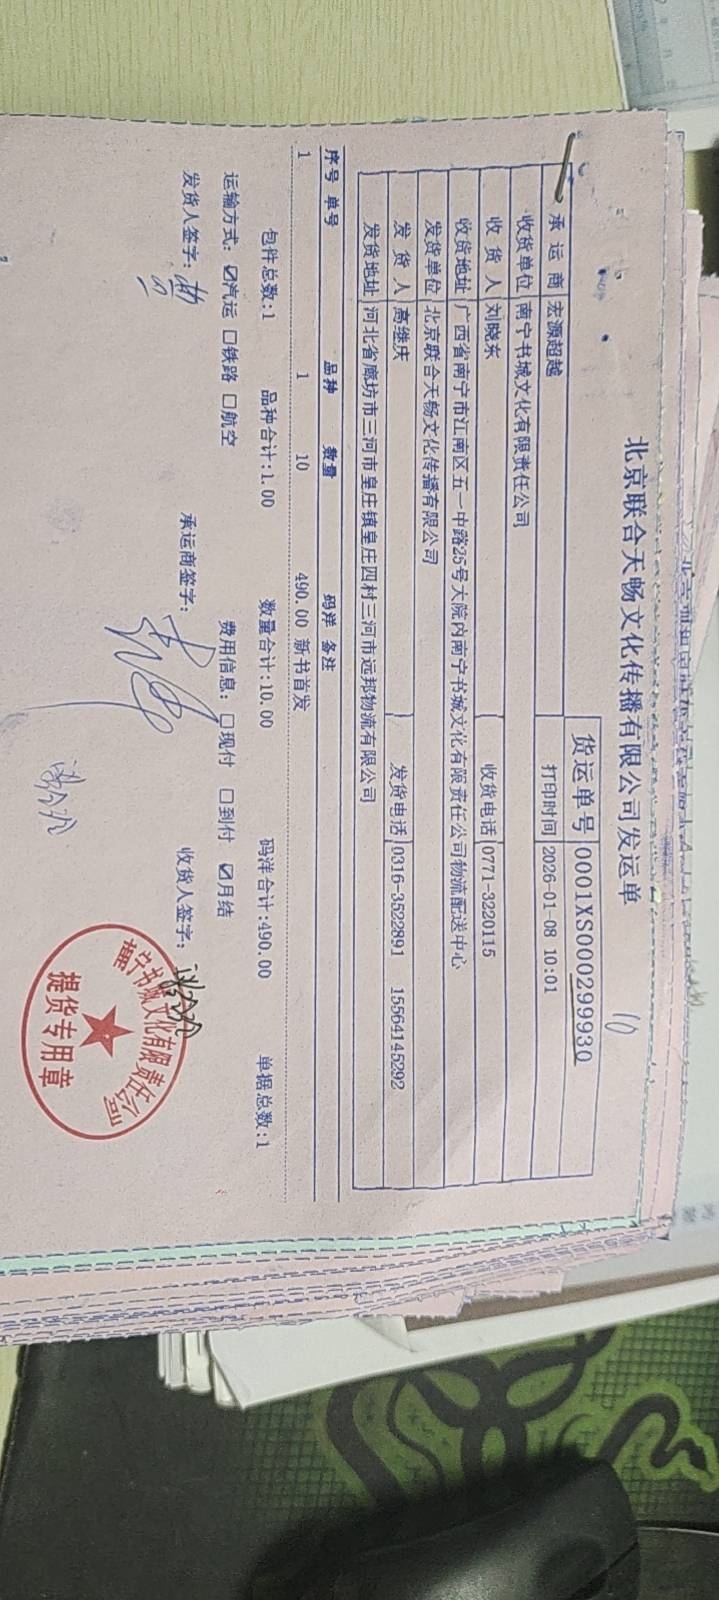 北京联合天畅文化传播有限公司发运单
10
货运单号 0001XS000299930
承运商 宏源超越 打印时间 2026-01-08 10:01
收货单位 南宁书城文化有限责任公司
收货人 刘晓东 收货电话 0771-3220115
收货地址 广西省南宁市江南区五一中路25号大院内南宁书城文化有限责任公司物流配送中心
发货单位 北京联合天畅文化传播有限公司
发货人 高继庆 发货电话 0316-3522891 15564145292
发货地址 河北省廊坊市三河市皇庄镇皇庄四村三河市远邦物流有限公司
序号 单号 品种 数量 码洋 备注
1 1 10 490.00 新书首发
包件总数:1 品种合计:1.00 数量合计:10.00 码洋合计:490.00 单据总数:1
运输方式: ☑汽运 ☐铁路 ☐航空 费用信息: ☐现付 ☐到付 ☑月结
发货人签字: 承运商签字: 收货人签字:
南宁书城文化有限责任公司
提货专用章